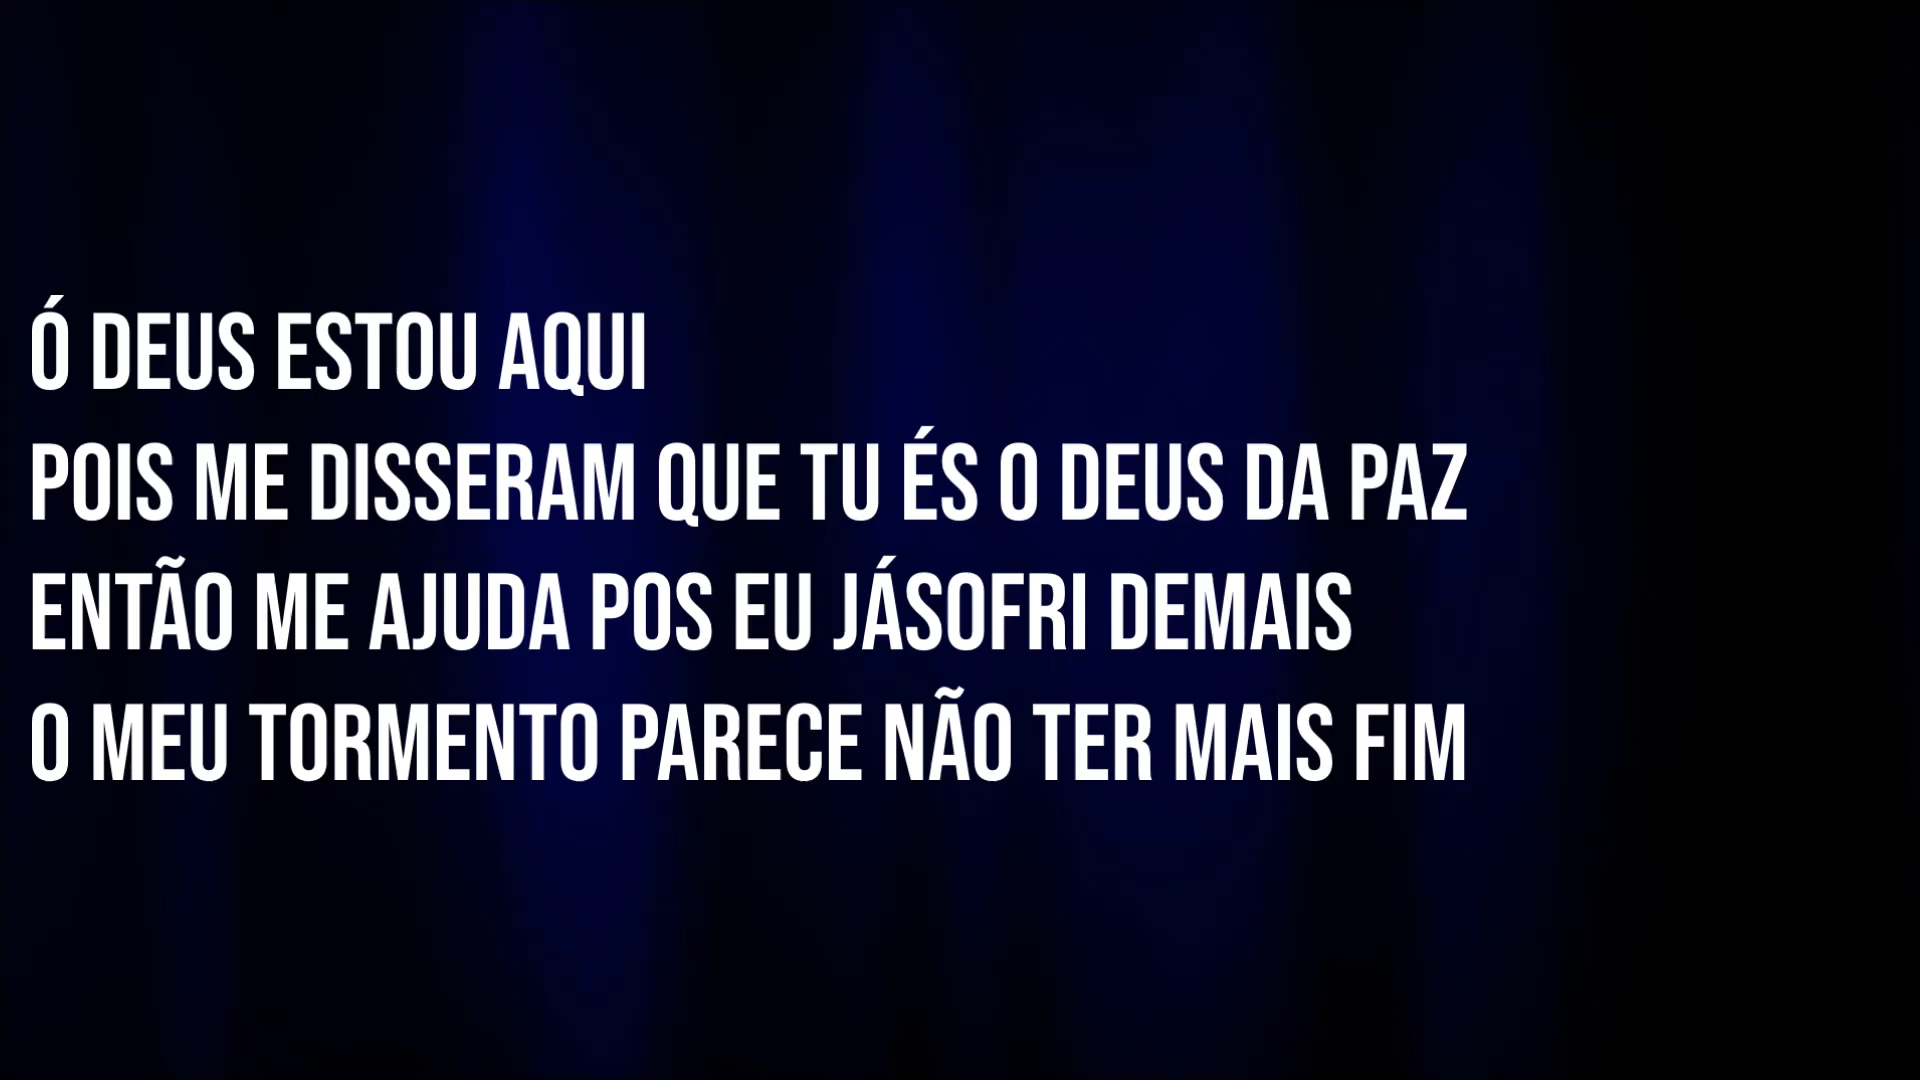 Ó DEUS ESTOU AQUI
POIS ME DISSERAM QUE TU ÉS O DEUS DA PAZ
ENTÃO ME AJUDA POS EU JÁSOFRI DEMAIS
O MEU TORMENTO PARECE NÃO TER MAIS FIM